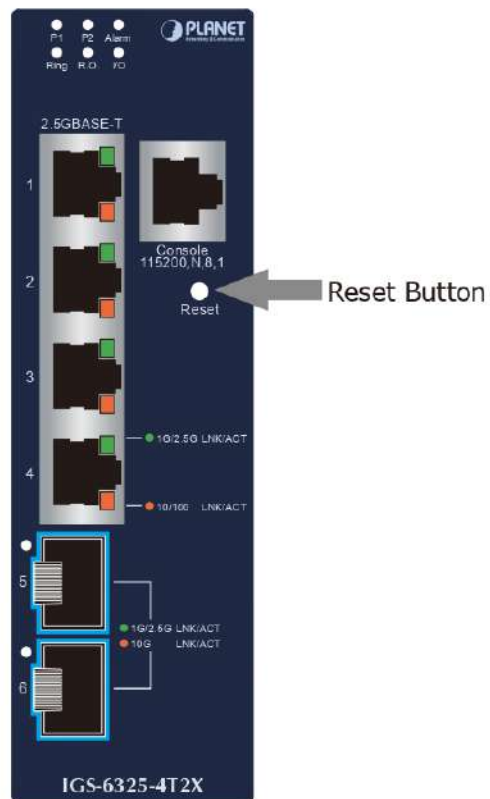 P1 P2 Alarm
PLANET
Networking & Communication
Ring R.O. I/O
2.5GBASE-T
1
Console
115200,N,8,1
2
Reset
Reset Button
3
1G/2.5G LNK/ACT
4
10/100 LNK/ACT
5
1G/2.5G LNK/ACT
10G LNK/ACT
6
IGS-6325-4T2X